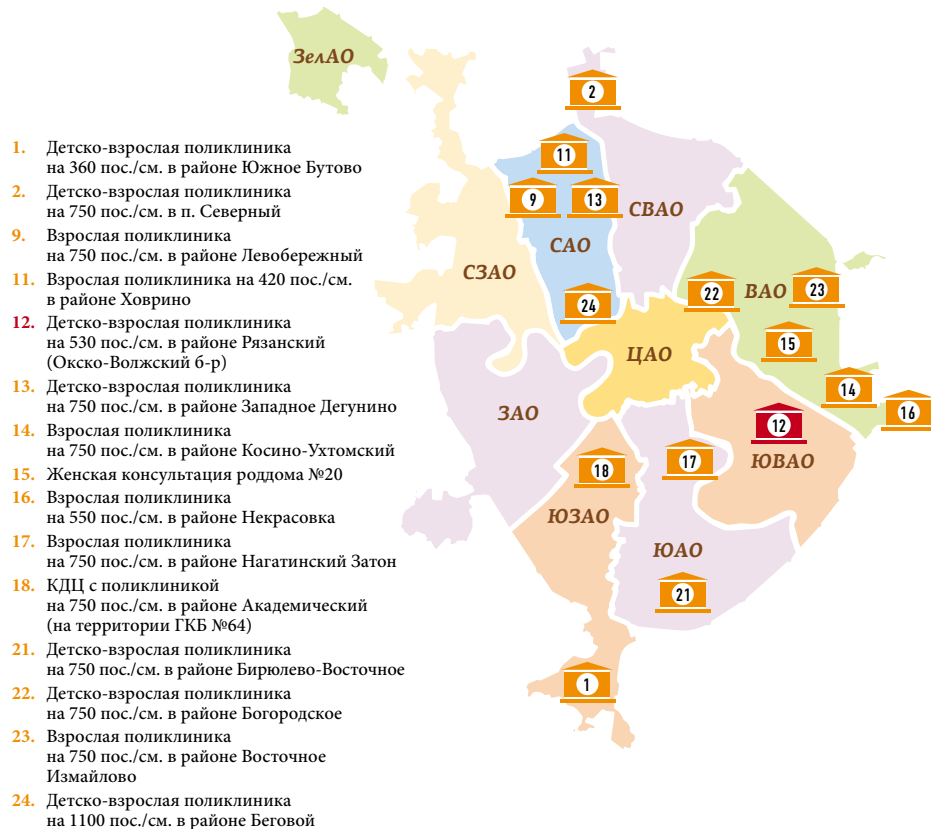 ЗелАО
2
1. Детско-взрослая поликлиника
на 360 пос./см. в районе Южное Бутово
2. Детско-взрослая поликлиника
на 750 пос./см. в п. Северный
9. Взрослая поликлиника
на 750 пос./см. в районе Левобережный
11. Взрослая поликлиника на 420 пос./см.
в районе Ховрино
12. Детско-взрослая поликлиника
на 530 пос./см. в районе Рязанский
(Окско-Волжский б-р)
13. Детско-взрослая поликлиника
на 750 пос./см. в районе Западное Дегунино
14. Взрослая поликлиника
на 750 пос./см. в районе Косино-Ухтомский
15. Женская консультация роддома №20
16. Взрослая поликлиника
на 550 пос./см. в районе Некрасовка
17. Взрослая поликлиника
на 750 пос./см. в районе Нагатинский Затон
18. КДЦ с поликлиникой
на 750 пос./см. в районе Академический
(на территории ГКБ №64)
21. Детско-взрослая поликлиника
на 750 пос./см. в районе Бирюлево-Восточное
22. Детско-взрослая поликлиника
на 750 пос./см. в районе Богородское
23. Взрослая поликлиника
на 750 пос./см. в районе Восточное
Измайлово
24. Детско-взрослая поликлиника
на 1100 пос./см. в районе Беговой
11
9
13
СВАО
САО
СЗАО
22
ВАО
23
24
15
ЦАО
14
16
ЗАО
12
17
ЮВАО
18
ЮЗАО
ЮАО
21
1